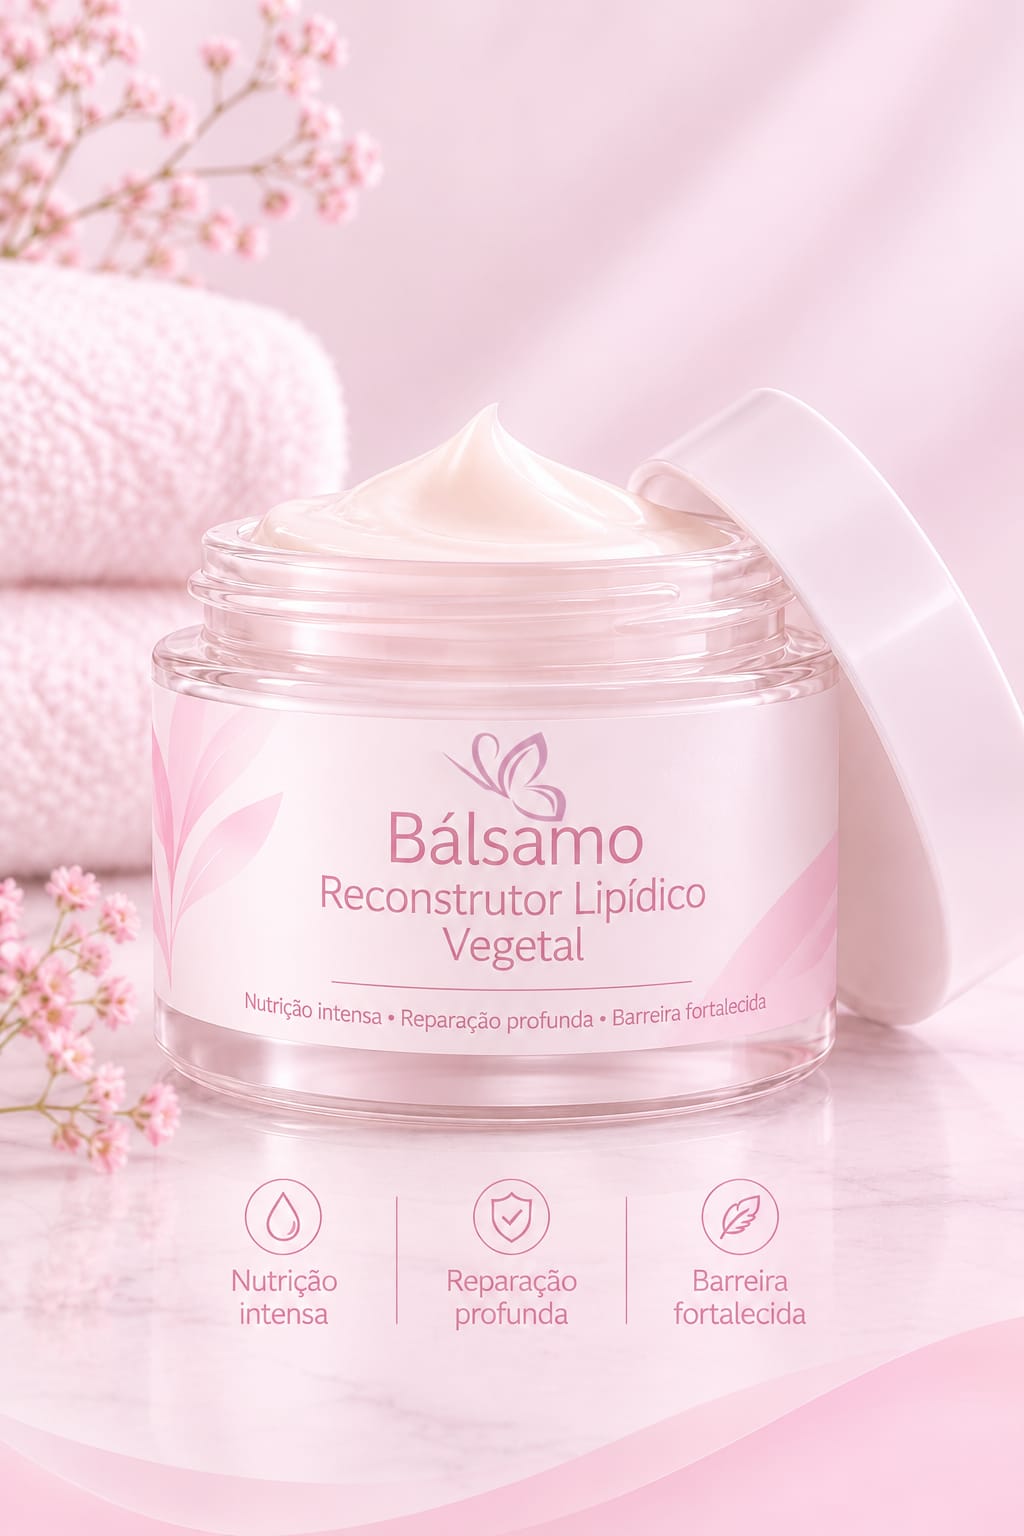 Bálsamo
Reconstrutor Lipídico
Vegetal
Nutrição intensa • Reparação profunda • Barreira fortalecida
Nutrição
intensa
Reparação
profunda
Barreira
fortalecida